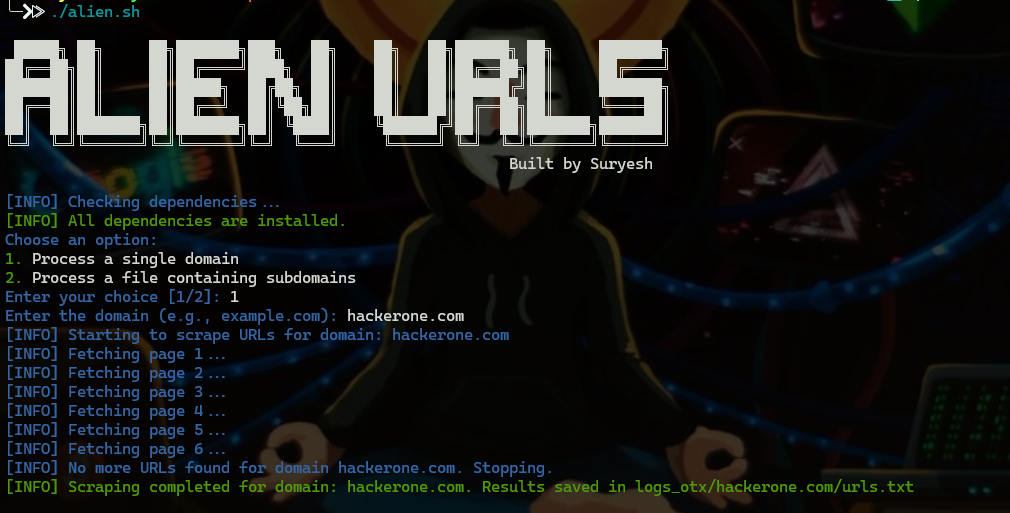 ./alien.sh
ALIEN URLS
Built by Suryesh
[INFO] Checking dependencies...
[INFO] All dependencies are installed.
Choose an option:
1. Process a single domain
2. Process a file containing subdomains
Enter your choice [1/2]: 1
Enter the domain (e.g., example.com): hackerone.com
[INFO] Starting to scrape URLs for domain: hackerone.com
[INFO] Fetching page 1...
[INFO] Fetching page 2...
[INFO] Fetching page 3...
[INFO] Fetching page 4...
[INFO] Fetching page 5...
[INFO] Fetching page 6...
[INFO] No more URLs found for domain hackerone.com. Stopping.
[INFO] Scraping completed for domain: hackerone.com. Results saved in logs_otx/hackerone.com/urls.txt